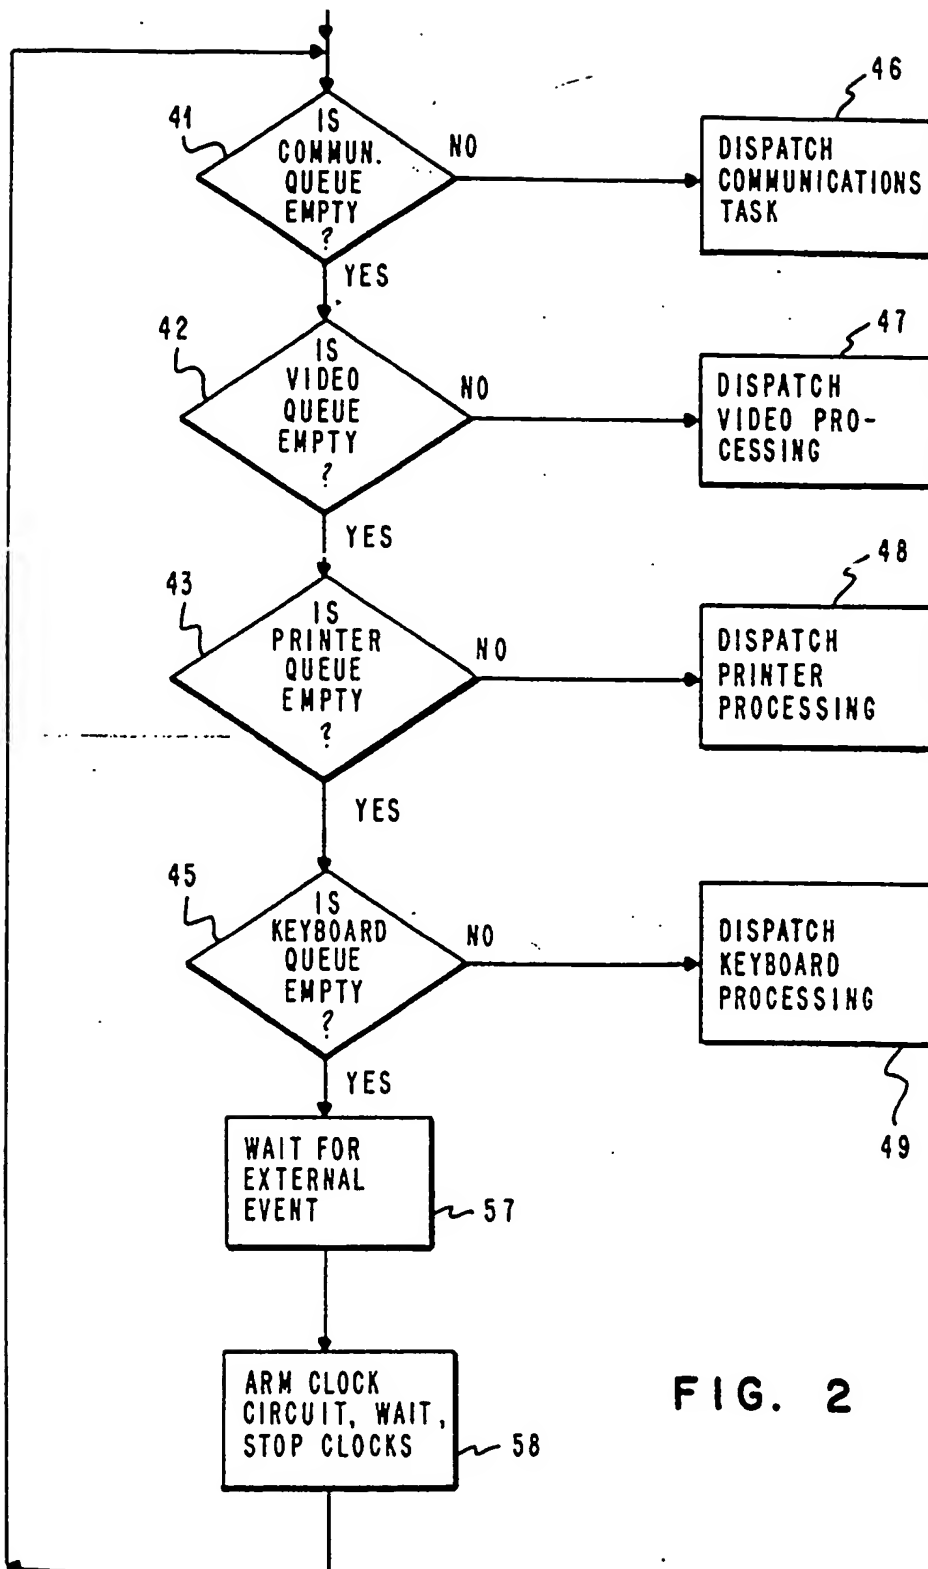 41
IS
COMMUN.
QUEUE
EMPTY
?
NO
46
DISPATCH
COMMUNICATIONS
TASK
YES
42
IS
VIDEO
QUEUE
EMPTY
?
NO
47
DISPATCH
VIDEO PRO-
CESSING
YES
43
IS
PRINTER
QUEUE
EMPTY
?
NO
48
DISPATCH
PRINTER
PROCESSING
YES
45
IS
KEYBOARD
QUEUE
EMPTY
?
NO
DISPATCH
KEYBOARD
PROCESSING
49
YES
WAIT FOR
EXTERNAL
EVENT
57
ARM CLOCK
CIRCUIT, WAIT,
STOP CLOCKS
58
FIG. 2